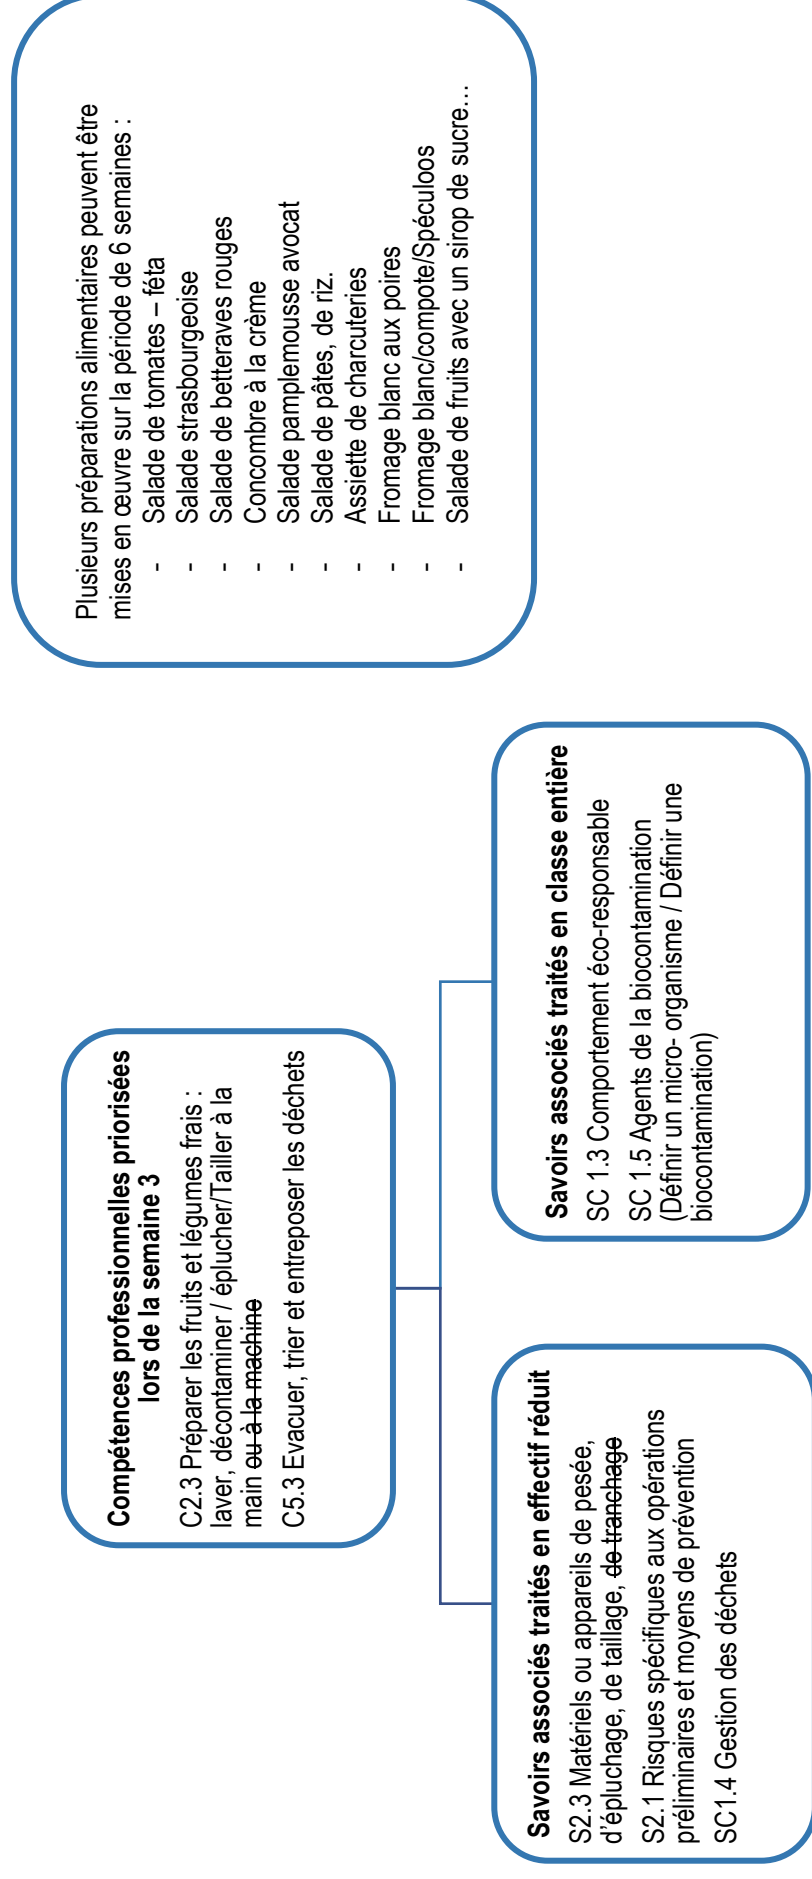 Compétences professionnelles priorisées
lors de la semaine 3
C2.3 Préparer les fruits et légumes frais :
laver, décontaminer / éplucher/Tailler à la
main ou à la machine
C5.3 Evacuer, trier et entreposer les déchets
Savoirs associés traités en effectif réduit
S2.3 Matériels ou appareils de pesée,
d'épluchage, de taillage, de tranchage
S2.1 Risques spécifiques aux opérations
préliminaires et moyens de prévention
SC1.4 Gestion des déchets
Savoirs associés traités en classe entière
SC 1.3 Comportement éco-responsable
SC 1.5 Agents de la biocontamination
(Définir un micro- organisme / Définir une
biocontamination)
Plusieurs préparations alimentaires peuvent être
mises en œuvre sur la période de 6 semaines :
- Salade de tomates – féta
- Salade strasbourgeoise
- Salade de betteraves rouges
- Concombre à la crème
- Salade pamplemousse avocat
- Salade de pâtes, de riz.
- Assiette de charcuteries
- Fromage blanc aux poires
- Fromage blanc/compote/Spéculoos
- Salade de fruits avec un sirop de sucre…